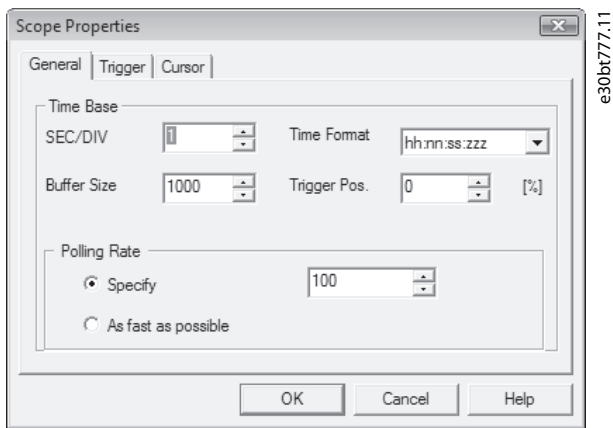 Scope Properties
General Trigger Cursor
Time Base
SEC/DIV 1 Time Format hh:nn:ss:zzz
Buffer Size 1000 Trigger Pos. 0 [%]
Polling Rate
Specify 100
As fast as possible
OK Cancel Help
e30bt777.11